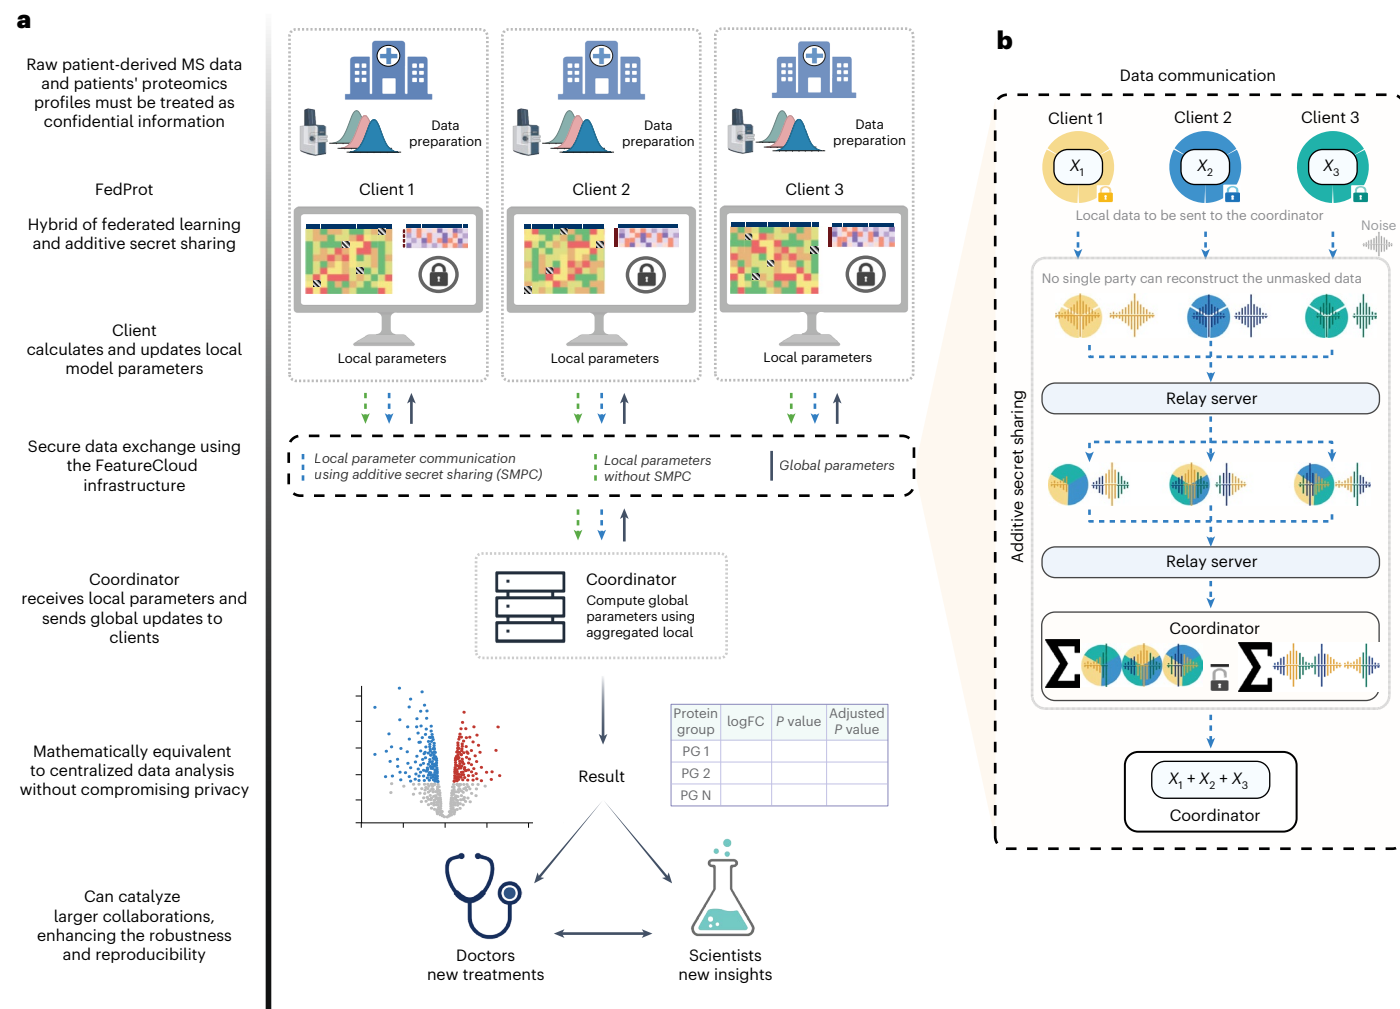 a
Raw patient-derived MS data
and patients' proteomics
profiles must be treated as
confidential information
FedProt
Hybrid of federated learning
and additive secret sharing
Client
calculates and updates local
model parameters
Secure data exchange using
the FeatureCloud
infrastructure
Coordinator
receives local parameters and
sends global updates to
clients
Mathematically equivalent
to centralized data analysis
without compromising privacy
Can catalyze
larger collaborations,
enhancing the robustness
and reproducibility
Data
preparation
Client 1
Local parameters
Data
preparation
Client 2
Local parameters
Data
preparation
Client 3
Local parameters
Local parameter communication
using additive secret sharing (SMPC)
Local parameters
without SMPC
Global parameters
Coordinator
Compute global
parameters using
aggregated local
Result
Protein
group
logFC
P value
Adjusted
P value
PG 1
PG 2
PG N
Doctors
new treatments
Scientists
new insights
b
Data communication
Client 1
Client 2
Client 3
X1
X2
X3
Local data to be sent to the coordinator
Noise
No single party can reconstruct the unmasked data
Additive secret sharing
Relay server
Relay server
Coordinator
Σ
–
Σ
X1 + X2 + X3
Coordinator